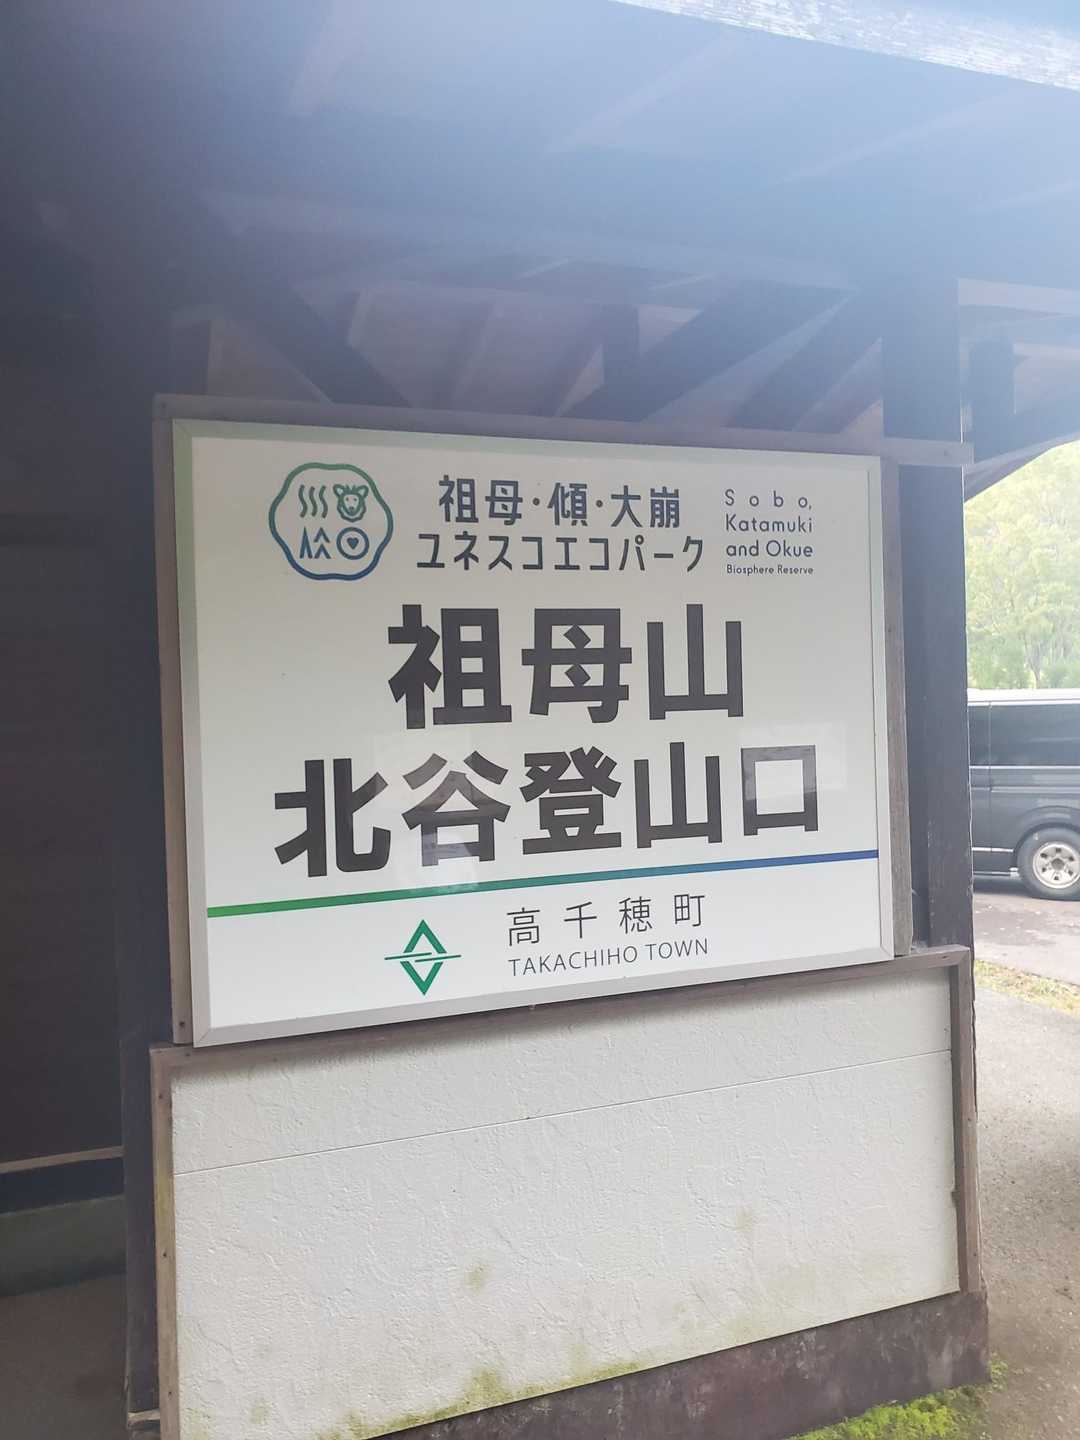 祖母・傾・大崩
ユネスコエコパーク
Sobo,
Katamuki
and Okue
Biosphere Reserve
祖母山
北谷登山口
高千穂町
TAKACHIHO TOWN